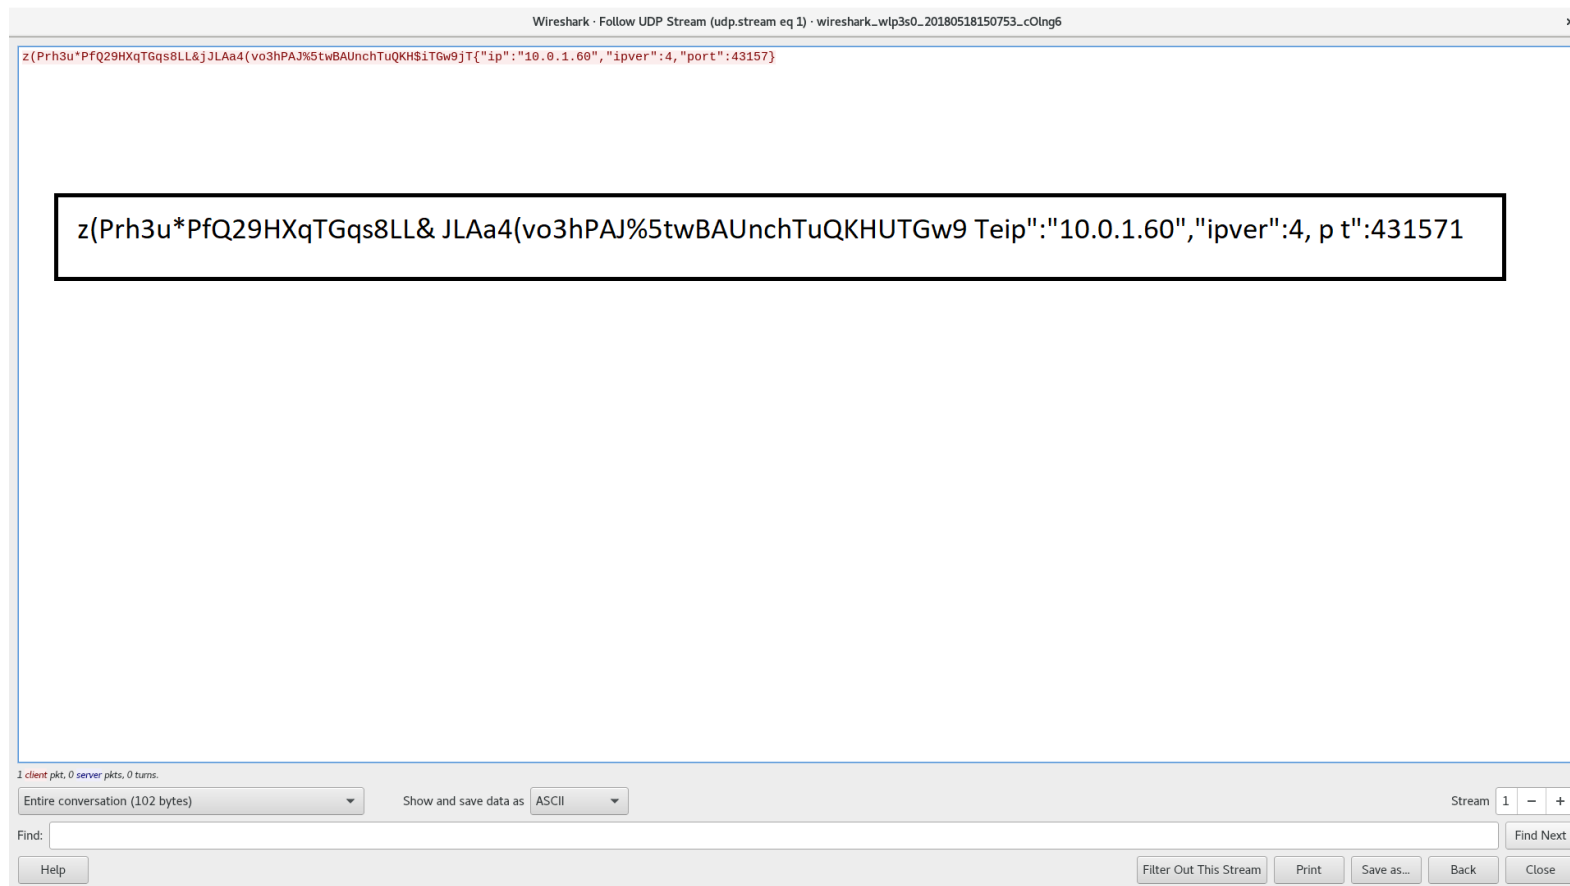 Wireshark · Follow UDP Stream (udp.stream eq 1) · wireshark_wlp3s0_20180518150753_cOlng6
z(Prh3u*PfQ29HXqTGqs8LL&jJLAa4(vo3hPAJ%5twBAUnchTuQKH$iTGw9jT{"ip":"10.0.1.60","ipver":4,"port":43157}
z(Prh3u*PfQ29HXqTGqs8LL& JLAa4(vo3hPAJ%5twBAUnchTuQKHUTGw9 Teip":"10.0.1.60","ipver":4, p t":431571
1 client pkt, 0 server pkts, 0 turns.
Entire conversation (102 bytes) Show and save data as ASCII Stream 1 − +
Find: Find Next
Help Filter Out This Stream Print Save as... Back Close